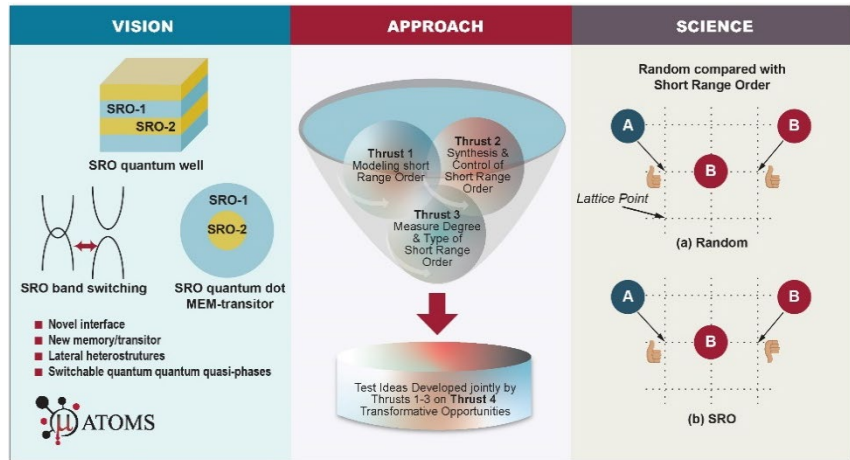 VISION
SRO-1
SRO-2
SRO quantum well
SRO-1
SRO-2
SRO band switching
SRO quantum dot
MEM-transitor
Novel interface
New memory/transitor
Lateral heterostrutures
Switchable quantum quantum quasi-phases
μ ATOMS
APPROACH
Thrust 1
Modeling short
Range Order
Thrust 2
Synthesis &
Control of
Short Range
Order
Thrust 3
Measure Degree
& Type of
Short Range
Order
Test Ideas Developed jointly by
Thrusts 1-3 on Thrust 4
Transformative Opportunities
SCIENCE
Random compared with
Short Range Order
A
B
B
Lattice Point
(a) Random
A
B
B
(b) SRO